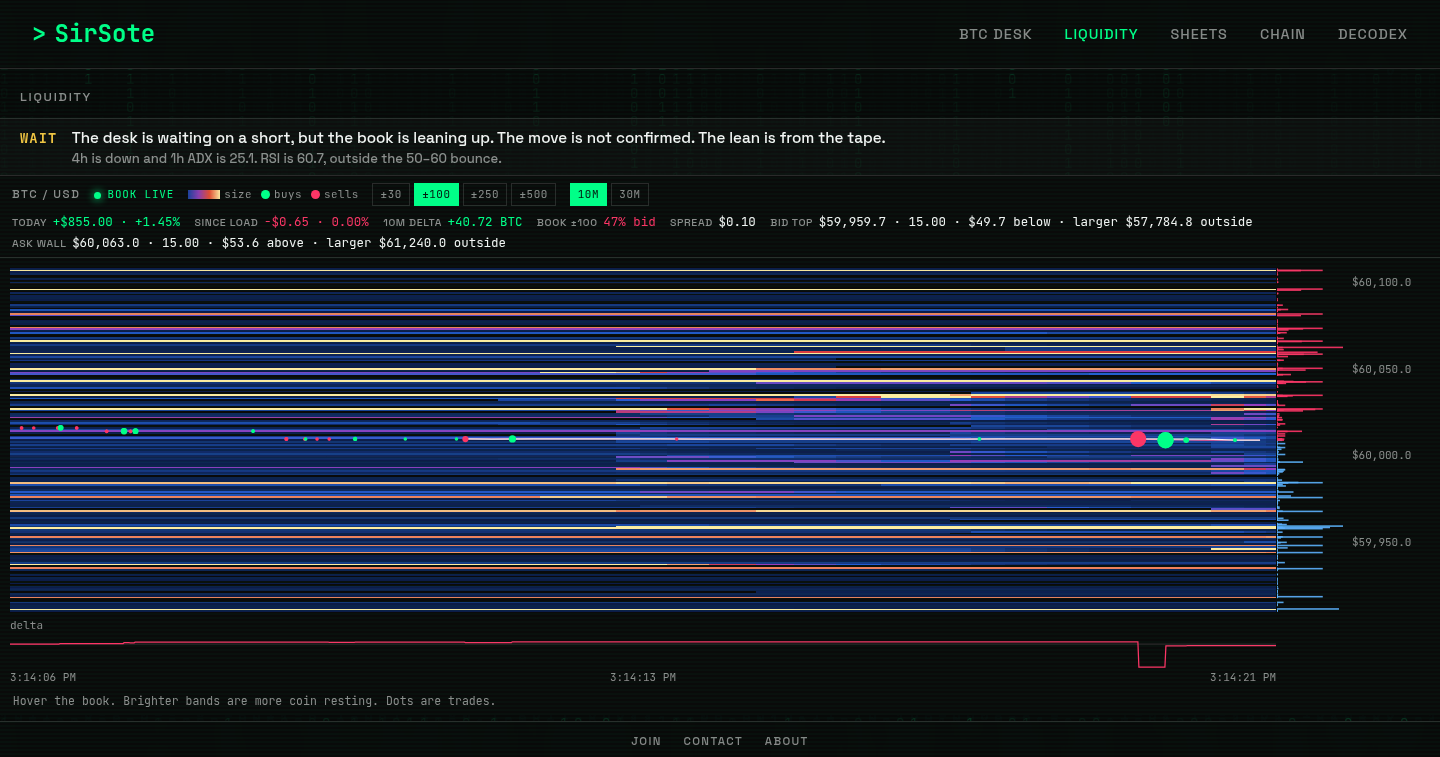 > SirSote
BTC DESK LIQUIDITY SHEETS CHAIN DECODEX
LIQUIDITY
WAIT The desk is waiting on a short, but the book is leaning up. The move is not confirmed. The lean is from the tape.
4h is down and 1h ADX is 25.1. RSI is 60.7, outside the 50–60 bounce.
BTC / USD BOOK LIVE size buys sells ±30 ±100 ±250 ±500 10M 30M
TODAY +$855.00 · +1.45% SINCE LOAD -$0.65 · 0.00% 10M DELTA +40.72 BTC BOOK ±100 47% bid SPREAD $0.10 BID TOP $59,959.7 · 15.00 · $49.7 below · larger $57,784.8 outside
ASK WALL $60,063.0 · 15.00 · $53.6 above · larger $61,240.0 outside
$60,100.0
$60,050.0
$60,000.0
$59,950.0
delta
3:14:06 PM 3:14:13 PM 3:14:21 PM
Hover the book. Brighter bands are more coin resting. Dots are trades.
JOIN CONTACT ABOUT